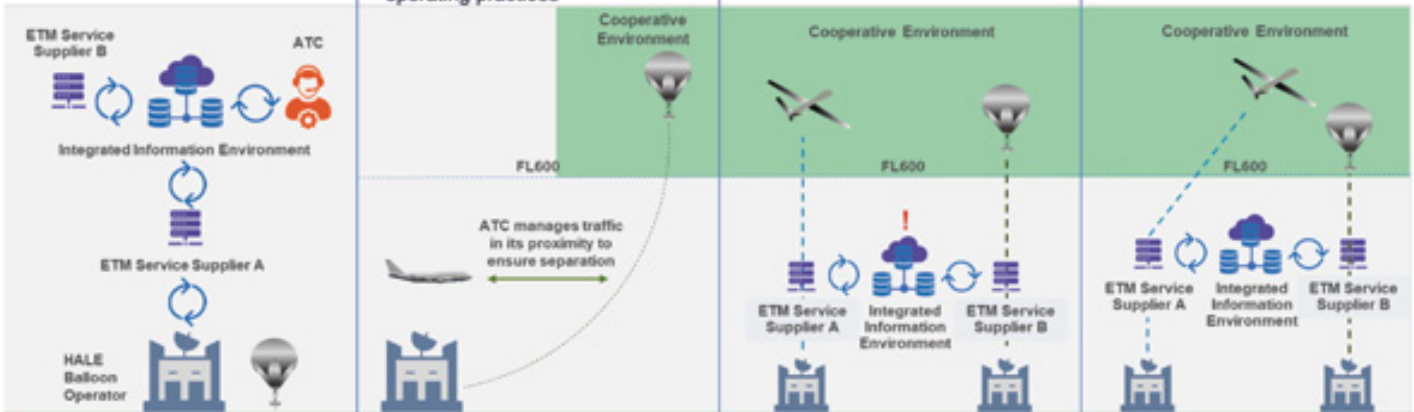 operating practices
ETM Service
Supplier B
ATC
Integrated Information Environment
ETM Service Supplier A
HALE
Balloon
Operator
Cooperative
Environment
FL600
ATC manages traffic
in its proximity to
ensure separation
Cooperative Environment
FL600
!
ETM Service
Supplier A
Integrated
Information
Environment
ETM Service
Supplier B
Cooperative Environment
FL600
ETM Service
Supplier A
Integrated
Information
Environment
ETM Service
Supplier B